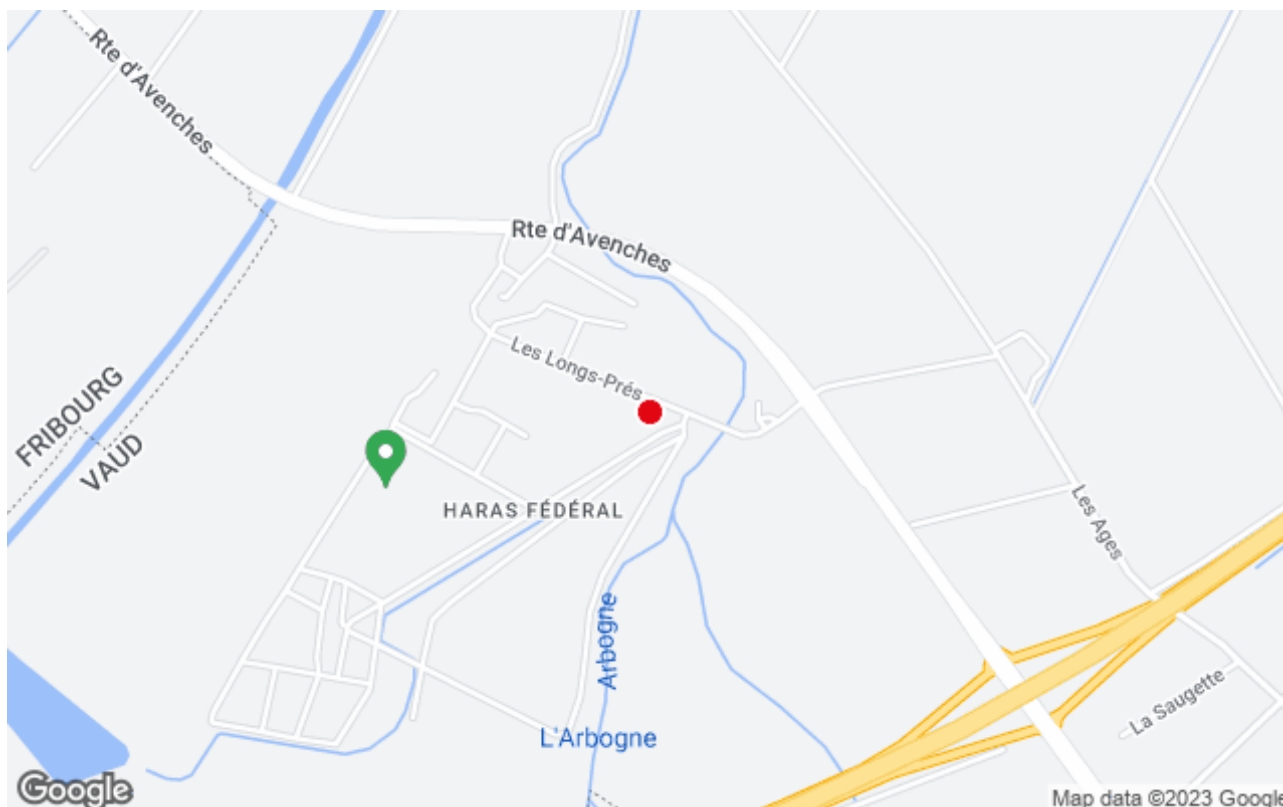 Rte d'Avenches
Rte d'Avenches
Les Longs-Prés
FRIBOURG
VAUD
HARAS FÉDÉRAL
Les Ages
Arbogne
La Saugette
L'Arbogne
Google
Map data ©2023 Google